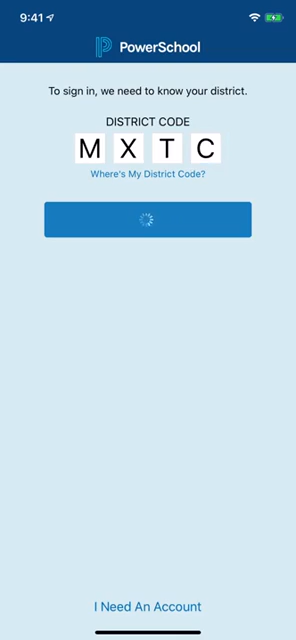 9:41
PowerSchool
To sign in, we need to know your district.
DISTRICT CODE
M X T C
Where's My District Code?
I Need An Account